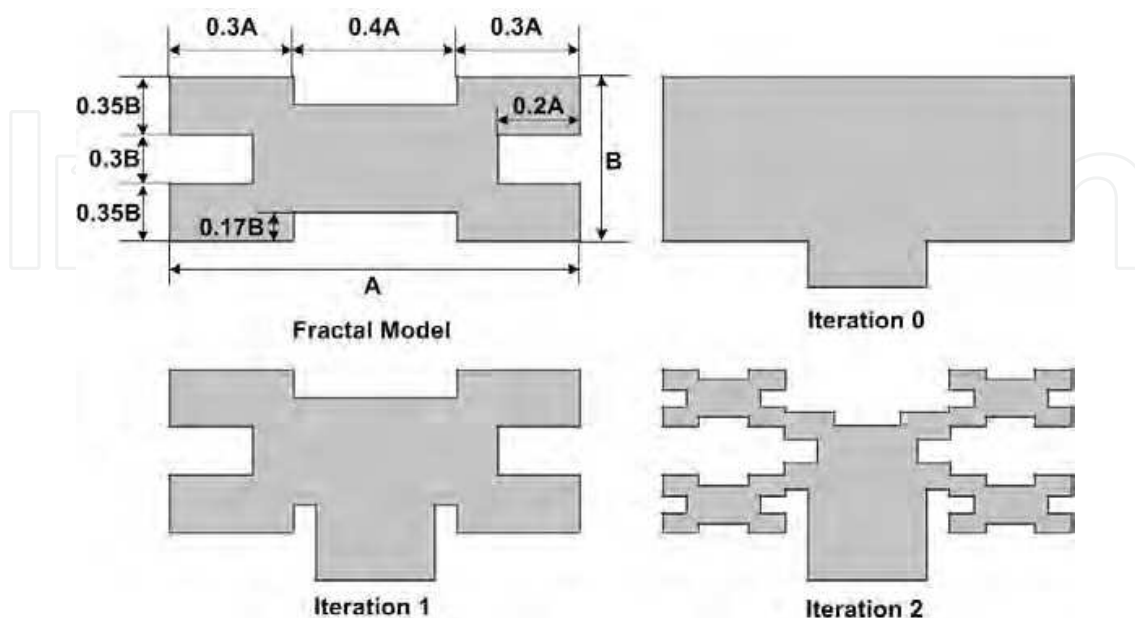 0.3A 0.4A 0.3A
0.35B
0.2A
0.3B
B
0.35B
0.17B
A
Fractal Model
Iteration 0
Iteration 1
Iteration 2